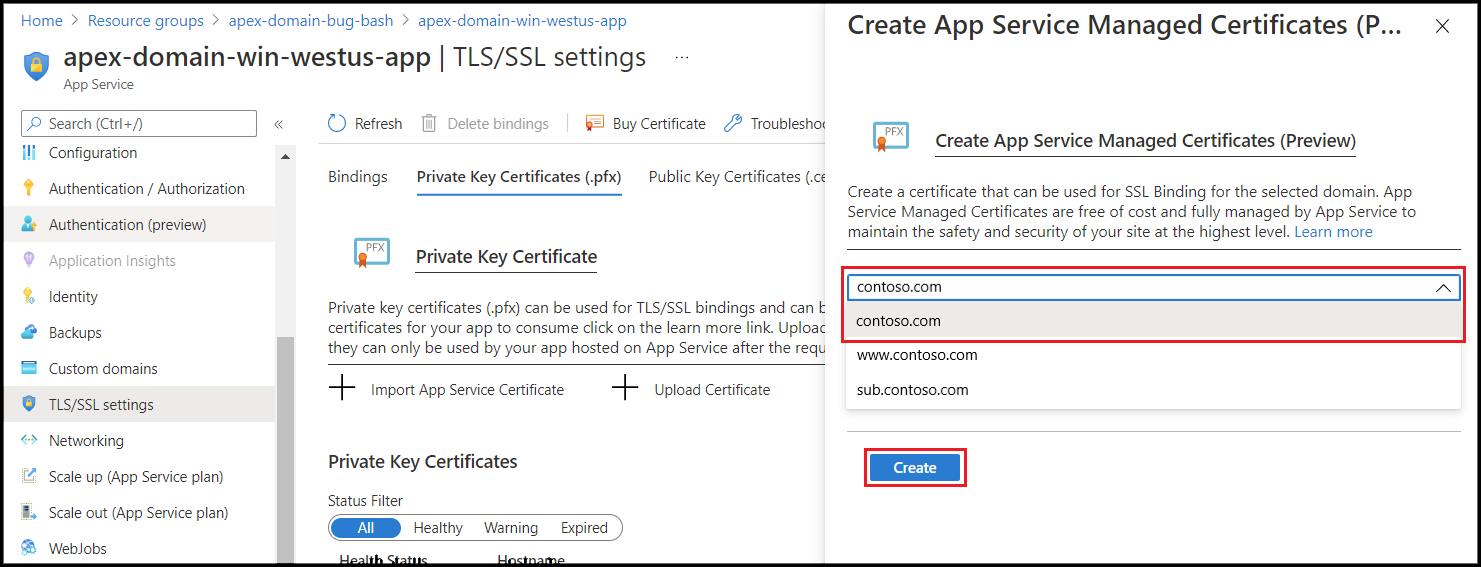 Home > Resource groups > apex-domain-bug-bash > apex-domain-win-westus-app
apex-domain-win-westus-app | TLS/SSL settings ...
App Service
Search (Ctrl+/) «
Configuration
Authentication / Authorization
Authentication (preview)
Application Insights
Identity
Backups
Custom domains
TLS/SSL settings
Networking
Scale up (App Service plan)
Scale out (App Service plan)
WebJobs
Refresh Delete bindings Buy Certificate Troubleshoo
Bindings Private Key Certificates (.pfx) Public Key Certificates (.ce
PFX
Private Key Certificate
Private key certificates (.pfx) can be used for TLS/SSL bindings and can b
certificates for your app to consume click on the learn more link. Upload
they can only be used by your app hosted on App Service after the requ
Import App Service Certificate Upload Certificate
Private Key Certificates
Status Filter
All Healthy Warning Expired
Health Status Hostname
Create App Service Managed Certificates (P...
PFX
Create App Service Managed Certificates (Preview)
Create a certificate that can be used for SSL Binding for the selected domain. App
Service Managed Certificates are free of cost and fully managed by App Service to
maintain the safety and security of your site at the highest level. Learn more
contoso.com
contoso.com
www.contoso.com
sub.contoso.com
Create